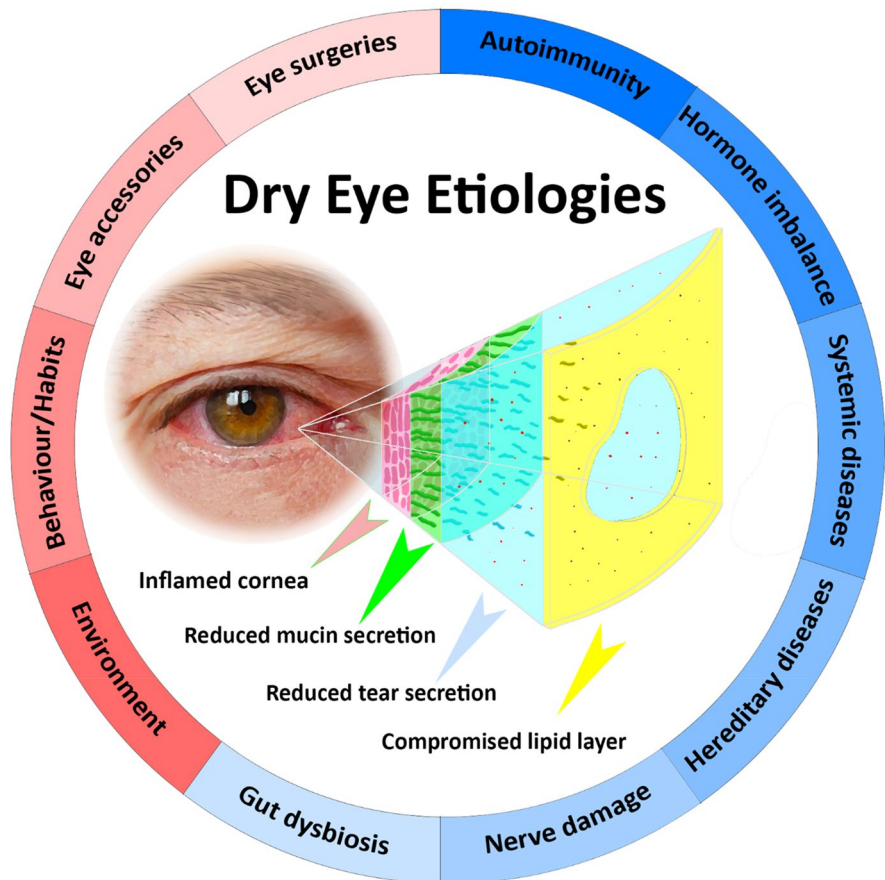 Dry Eye Etiologies
Autoimmunity
Hormone imbalance
Systemic diseases
Hereditary diseases
Nerve damage
Gut dysbiosis
Environment
Behaviour/Habits
Eye accessories
Eye surgeries
Inflamed cornea
Reduced mucin secretion
Reduced tear secretion
Compromised lipid layer